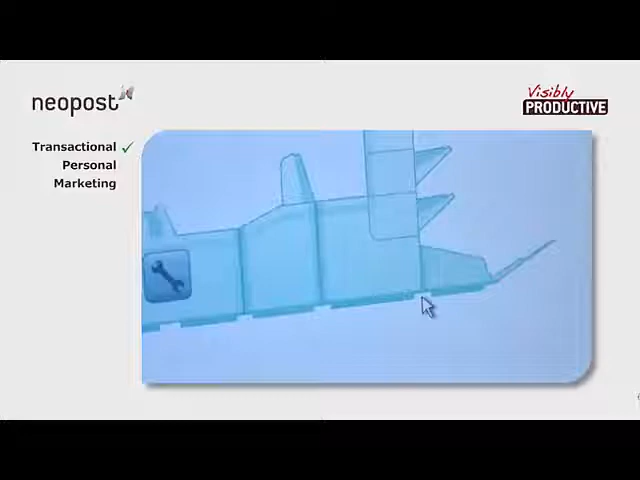 neopost
Visibly
PRODUCTIVE
Transactional
Personal
Marketing